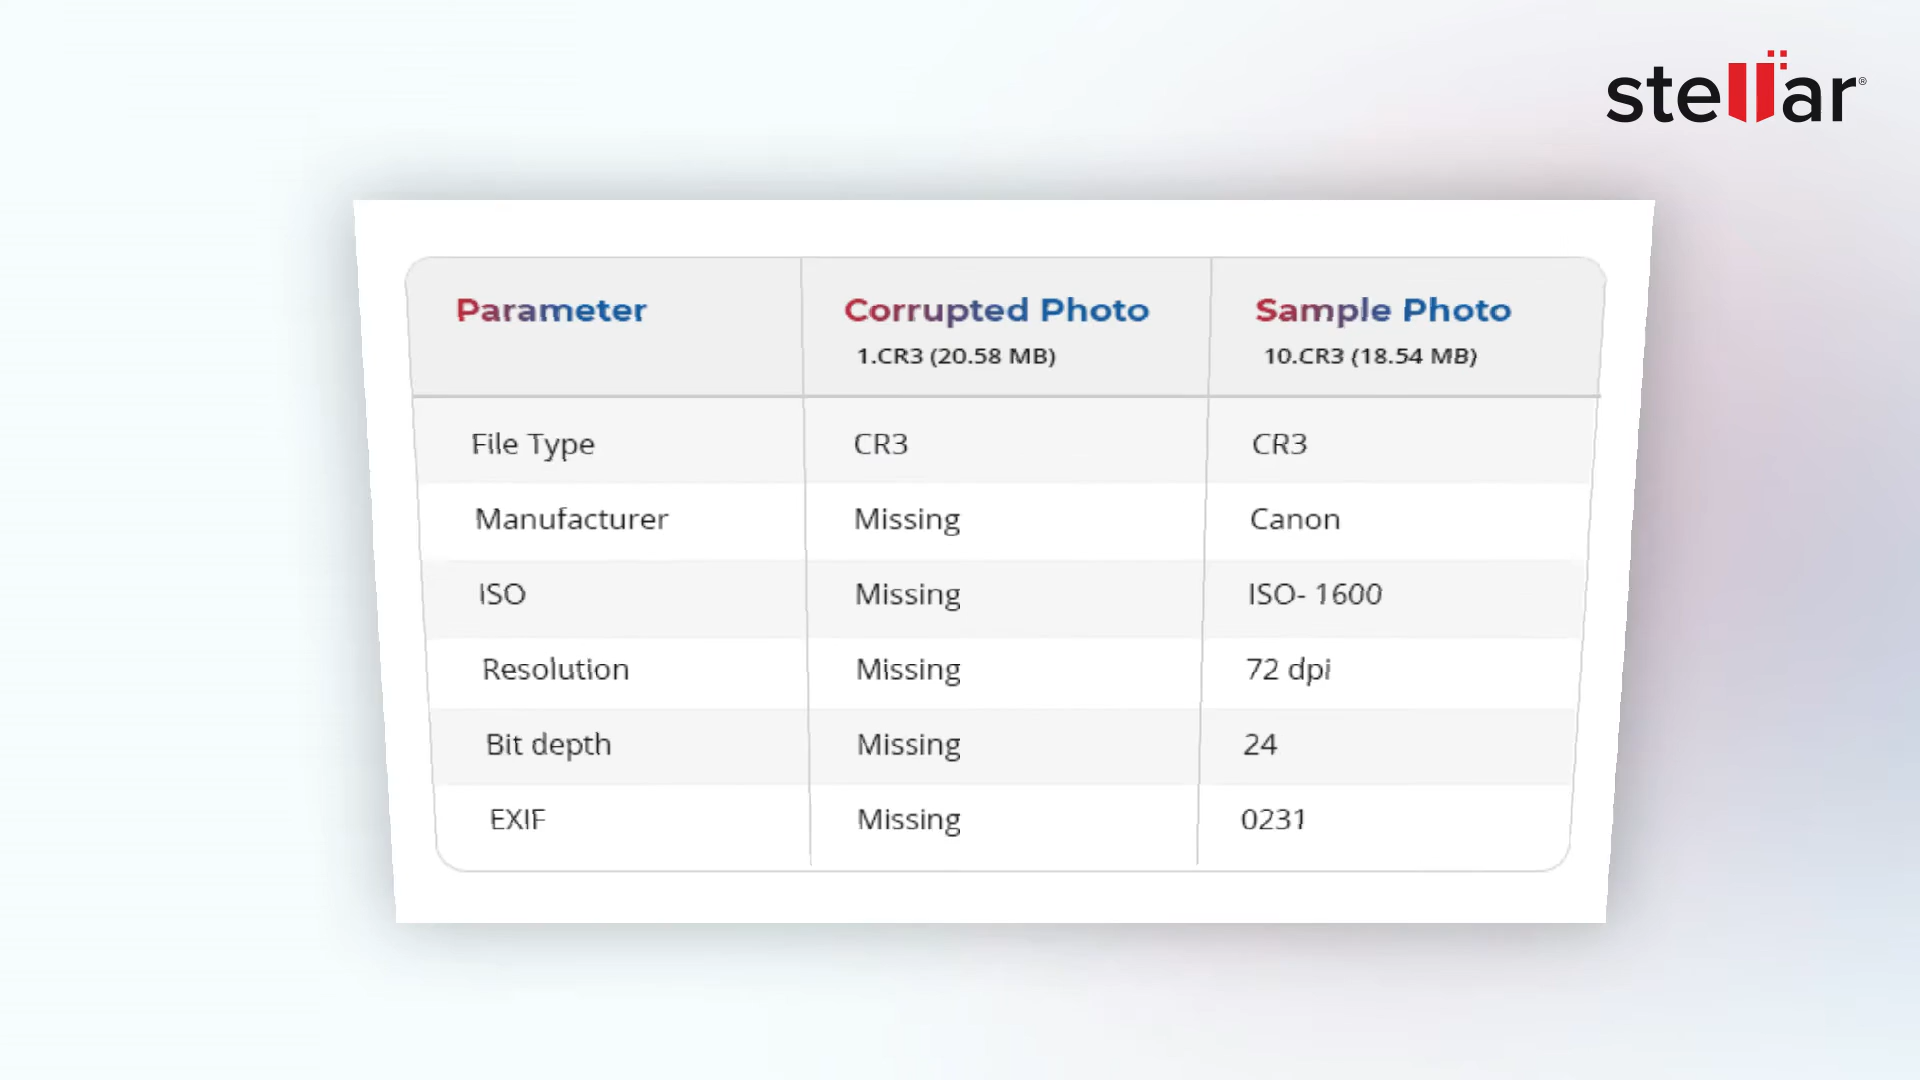 stellar®
Parameter Corrupted Photo Sample Photo
1.CR3 (20.58 MB) 10.CR3 (18.54 MB)
File Type CR3 CR3
Manufacturer Missing Canon
ISO Missing ISO- 1600
Resolution Missing 72 dpi
Bit depth Missing 24
EXIF Missing 0231